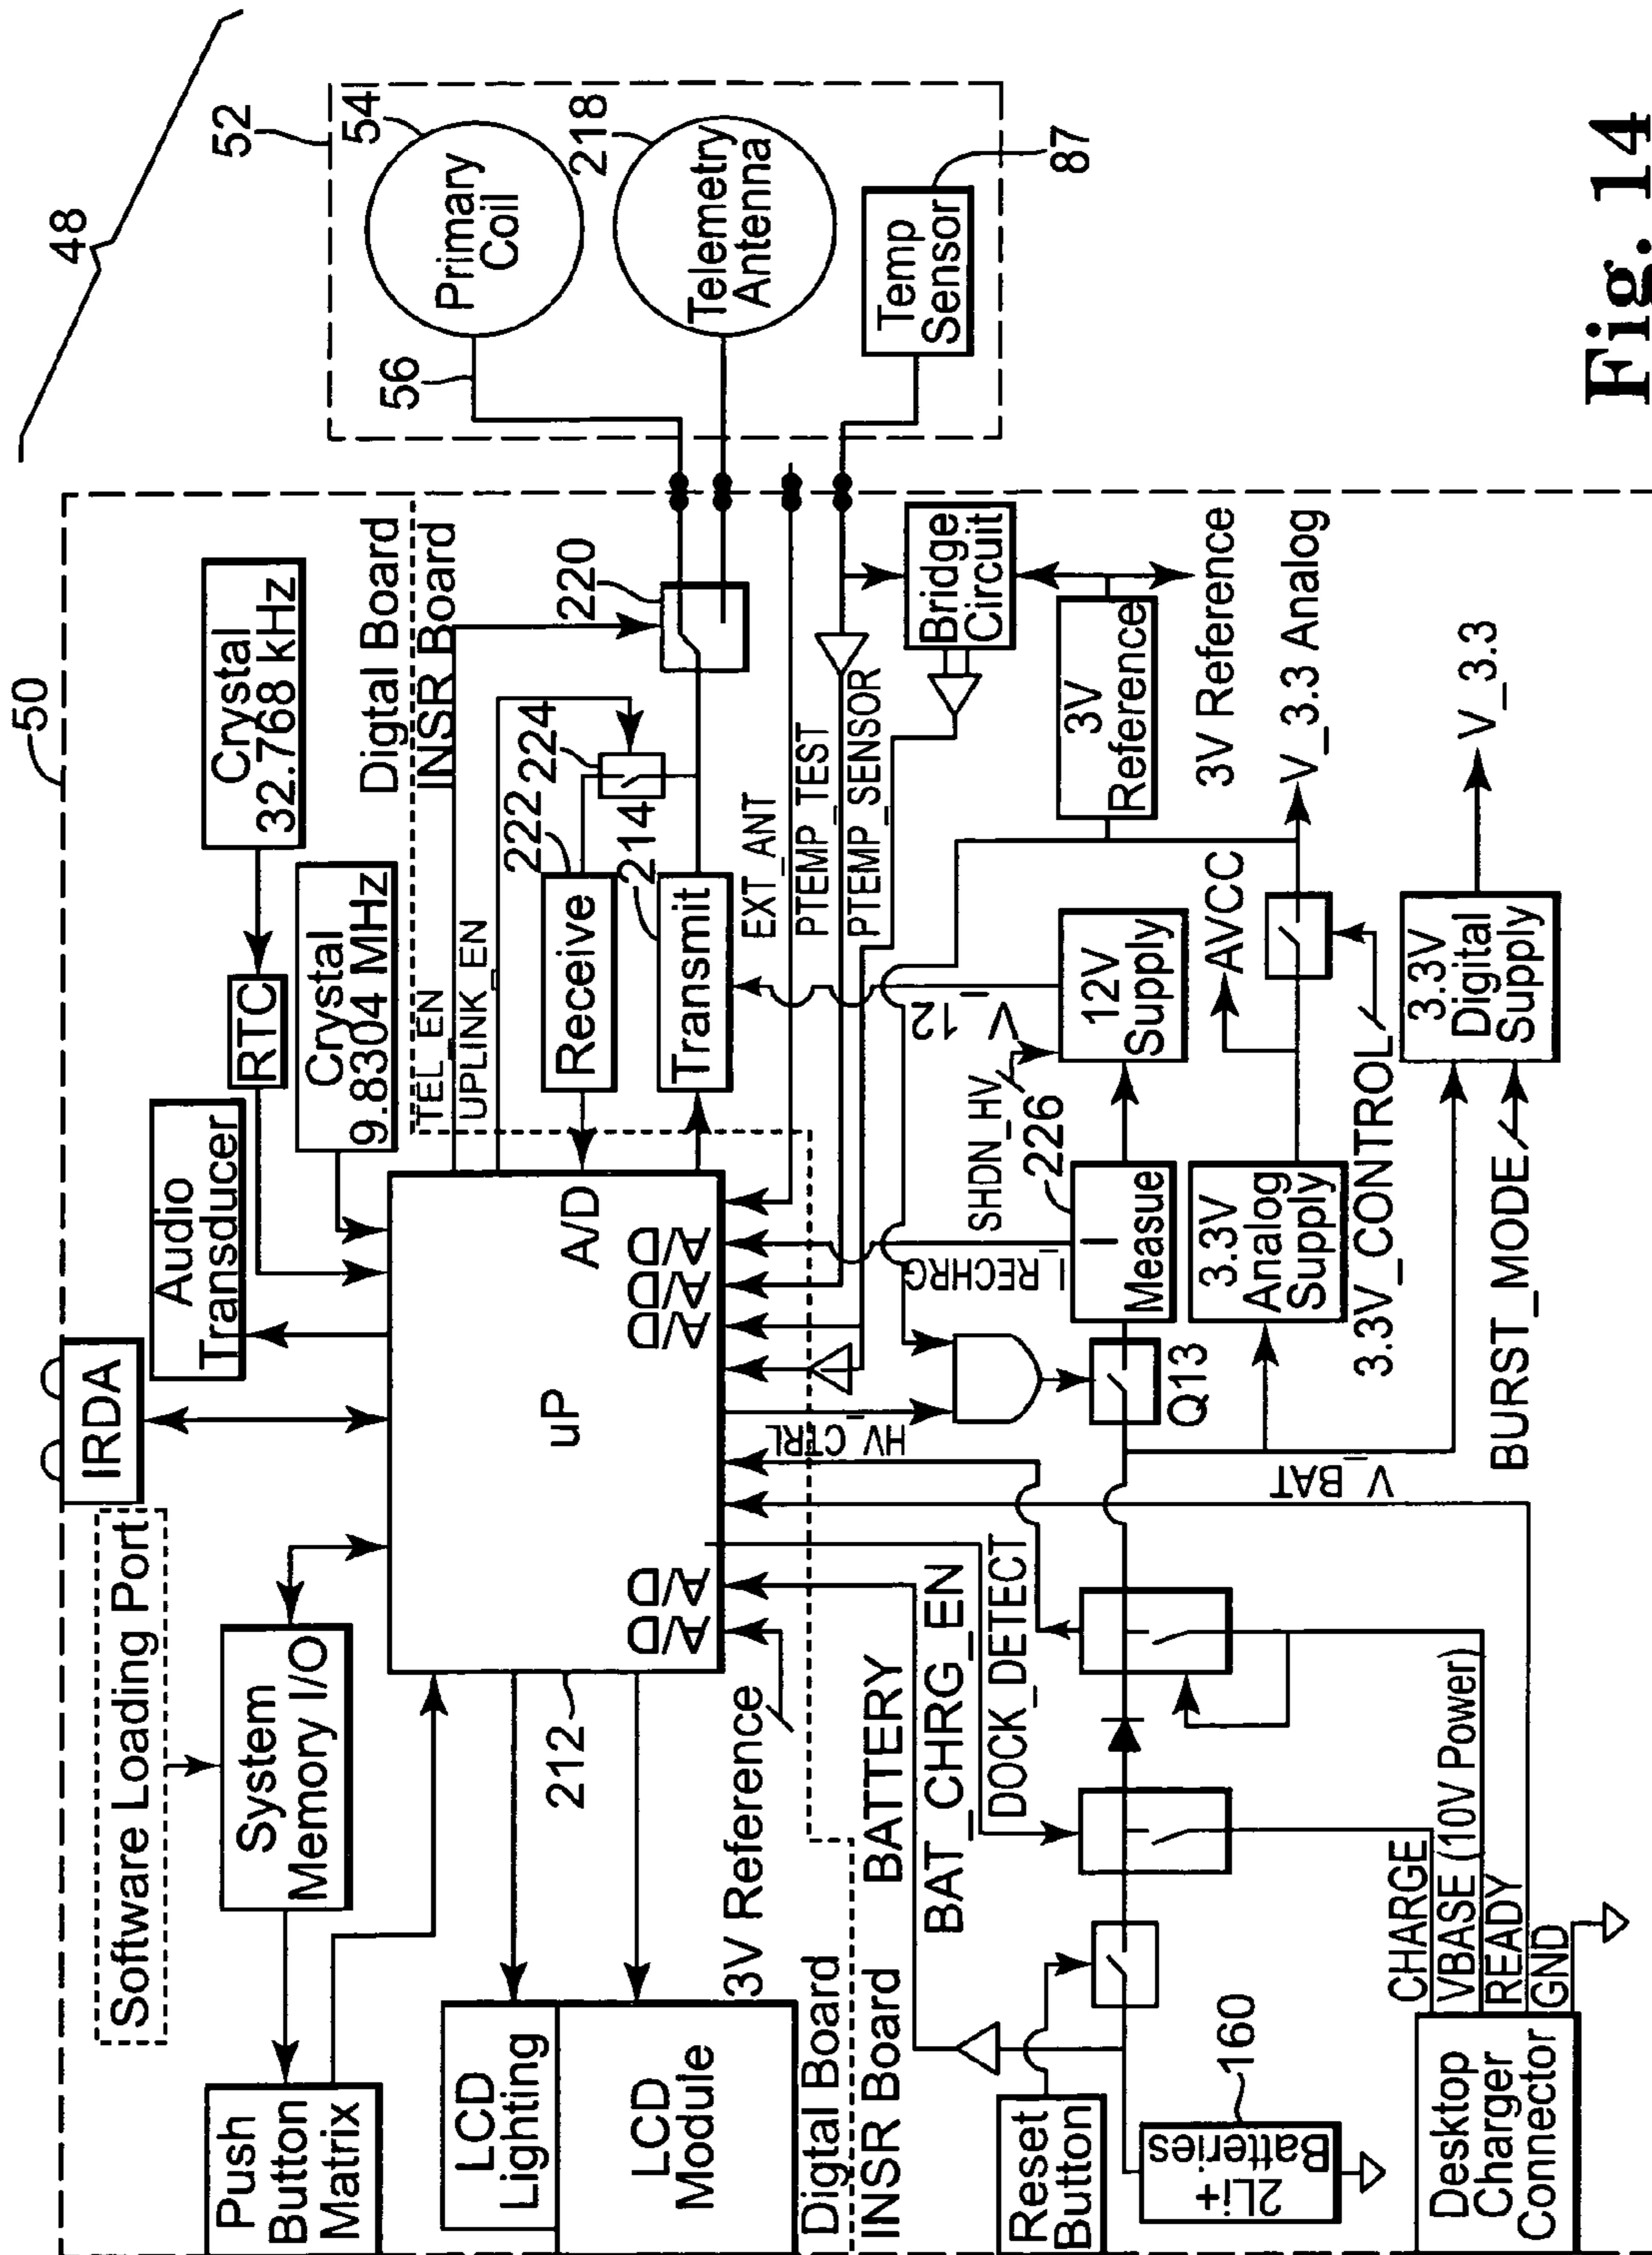 48
50
52
54
Primary
Coil
56
218
Telemetry
Antenna
Temp
Sensor
87
Software Loading Port
IRDA
Audio
Transducer
RTC
Crystal
32.768 kHz
Crystal
9.8304 MHz
Push
Button
Matrix
System
Memory I/O
LCD
Lighting
LCD
Module
212
uP
A/D
A/D
A/D
A/D
A/D
A/D
3V Reference
Digtal Board
INSR Board
Digtal Board
INSR Board
TEL_EN
UPLINK_EN
Receive
222
224
220
214
Transmit
EXT_ANT
PTEMP_TEST
PTEMP_SENSOR
Bridge
Circuit
3V
Reference
3V Reference
V_3.3 Analog
V_12
SHDN_HV
12V
Supply
226
I
Measue
I_RECHRG
HV_CTRL
Q13
AVCC
3.3V
Analog
Supply
3.3V_CONTROL
3.3V
Digital
Supply
V_3.3
BURST_MODE
V_BAT
BATTERY
BAT_CHRG_EN
DOCK_DETECT
Reset
Button
2Li+
Batteries
160
Desktop
Charger
Connector
CHARGE
VBASE (10V Power)
READY
GND
Fig. 14